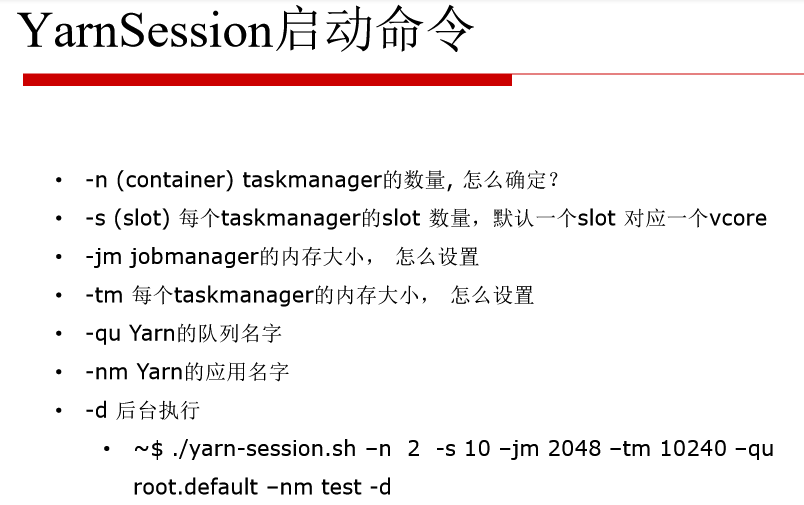 YarnSession启动命令
• -n (container) taskmanager的数量, 怎么确定？
• -s (slot) 每个taskmanager的slot 数量，默认一个slot 对应一个vcore
• -jm jobmanager的内存大小， 怎么设置
• -tm 每个taskmanager的内存大小， 怎么设置
• -qu Yarn的队列名字
• -nm Yarn的应用名字
• -d 后台执行
• ~$ ./yarn-session.sh –n 2 -s 10 –jm 2048 –tm 10240 –qu
root.default –nm test -d